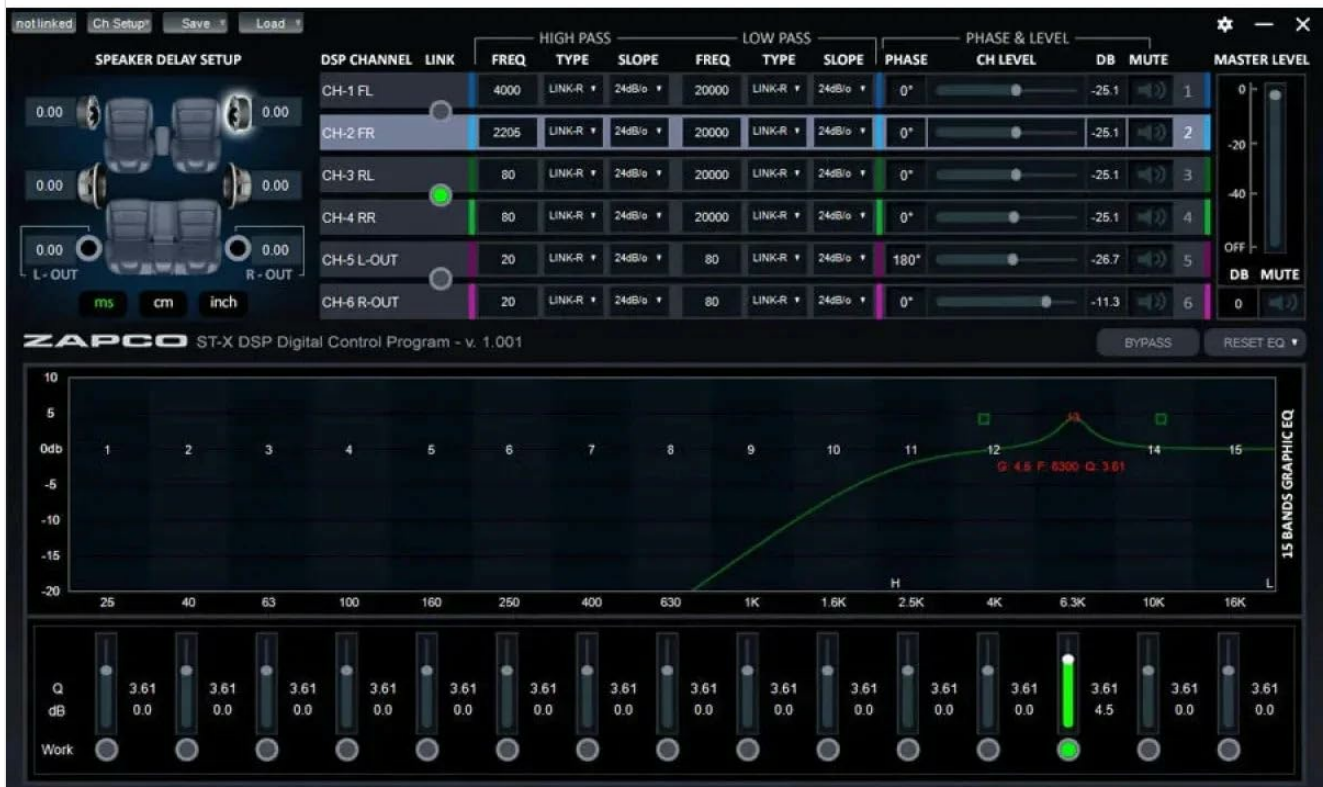 notlinked Ch Setup Save Load
HIGH PASS LOW PASS PHASE & LEVEL
SPEAKER DELAY SETUP DSP CHANNEL LINK FREQ TYPE SLOPE FREQ TYPE SLOPE PHASE CH LEVEL DB MUTE MASTER LEVEL
CH-1 FL 4000 LINK-R 24dB/o 20000 LINK-R 24dB/o 0° -25.1 1
0.00 0.00
CH-2 FR 2205 LINK-R 24dB/o 20000 LINK-R 24dB/o 0° -25.1 2
CH-3 RL 80 LINK-R 24dB/o 20000 LINK-R 24dB/o 0° -25.1 3
0.00 0.00
CH-4 RR 80 LINK-R 24dB/o 20000 LINK-R 24dB/o 0° -25.1 4
0.00 0.00
CH-5 L-OUT 20 LINK-R 24dB/o 80 LINK-R 24dB/o 180° -26.7 5
L-OUT R-OUT
CH-6 R-OUT 20 LINK-R 24dB/o 80 LINK-R 24dB/o 0° -11.3 6
ms cm inch
0
-20
-40
OFF
DB MUTE
0
ZAPCO ST-X DSP Digital Control Program - v. 1.001 BYPASS RESET EQ
10
5
0db 1 2 3 4 5 6 7 8 9 10 11 12 13 14 15
G: 4.5 F: 6300 Q: 3.61
-5
-10
-15
-20
H L
15 BANDS GRAPHIC EQ
25 40 63 100 160 250 400 630 1K 1.6K 2.5K 4K 6.3K 10K 16K
Q 3.61 3.61 3.61 3.61 3.61 3.61 3.61 3.61 3.61 3.61 3.61 3.61 3.61 3.61 3.61
dB 0.0 0.0 0.0 0.0 0.0 0.0 0.0 0.0 0.0 0.0 0.0 0.0 4.5 0.0 0.0
Work